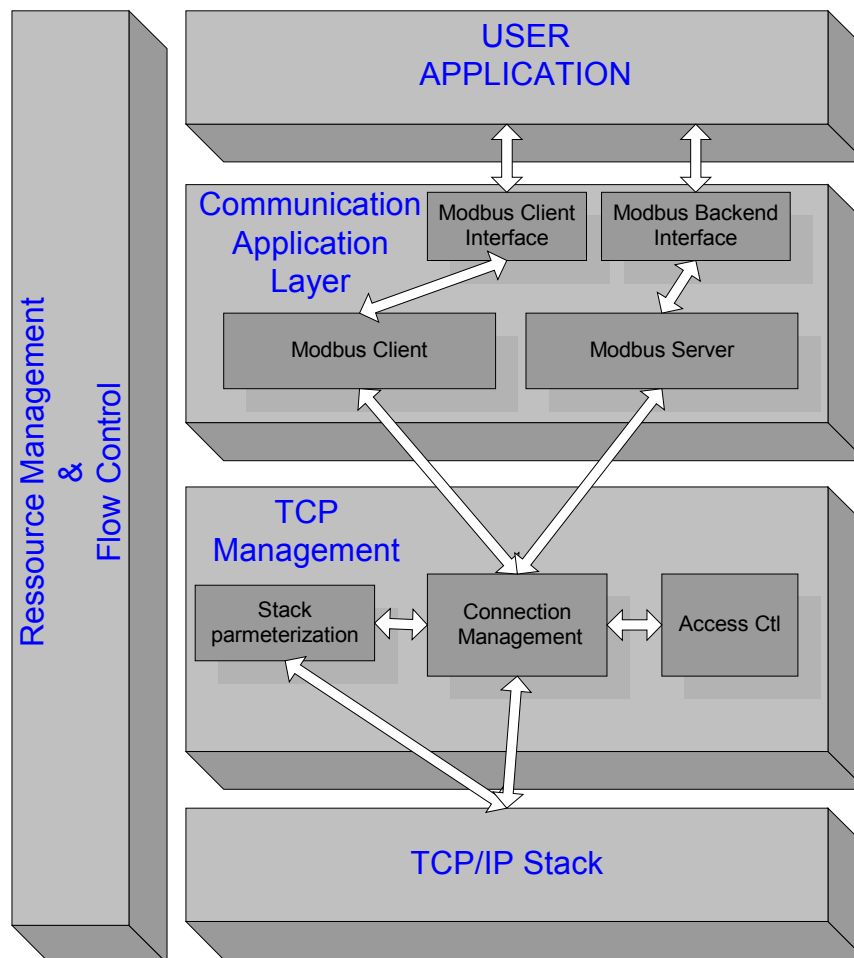 USER
APPLICATION
Communication
Application
Layer
Modbus Client
Interface
Modbus Backend
Interface
Modbus Client
Modbus Server
Ressource Management
&
Flow Control
TCP
Management
Stack
parmeterization
Connection
Management
Access Ctl
TCP/IP Stack